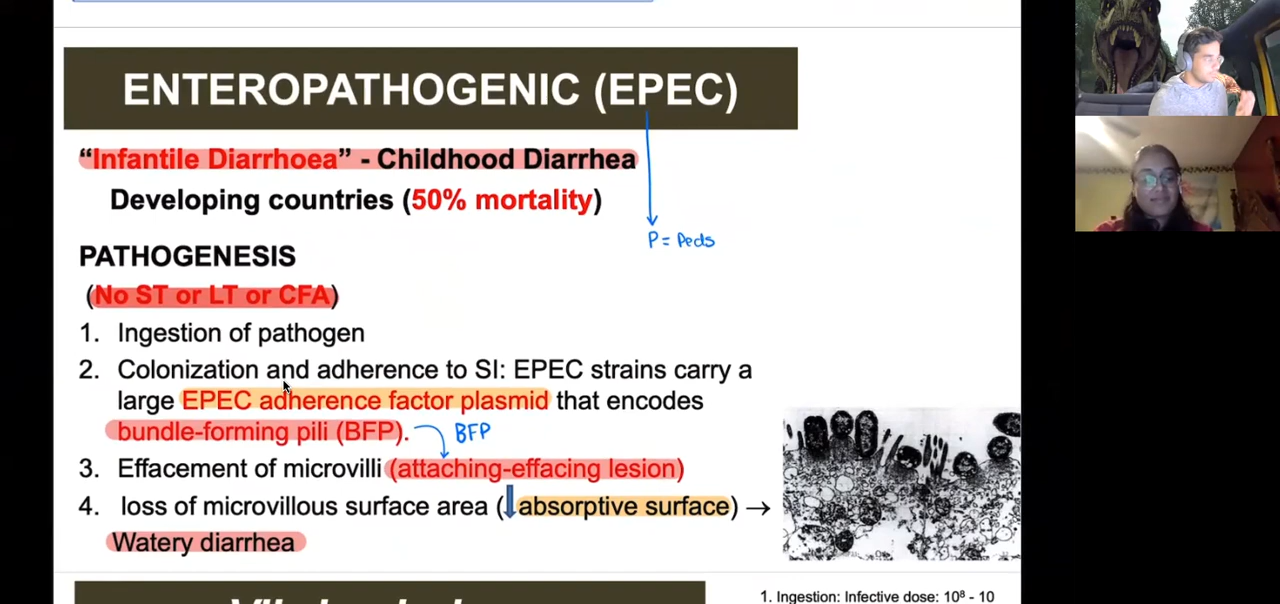 ENTEROPATHOGENIC (EPEC)
“Infantile Diarrhoea” - Childhood Diarrhea
Developing countries (50% mortality)
P = Peds
PATHOGENESIS
(No ST or LT or CFA)
1. Ingestion of pathogen
2. Colonization and adherence to SI: EPEC strains carry a
large EPEC adherence factor plasmid that encodes
bundle-forming pili (BFP). BFP
3. Effacement of microvilli (attaching-effacing lesion)
4. loss of microvillous surface area (↓absorptive surface) →
Watery diarrhea
1. Ingestion: Infective dose: 10⁸ - 10